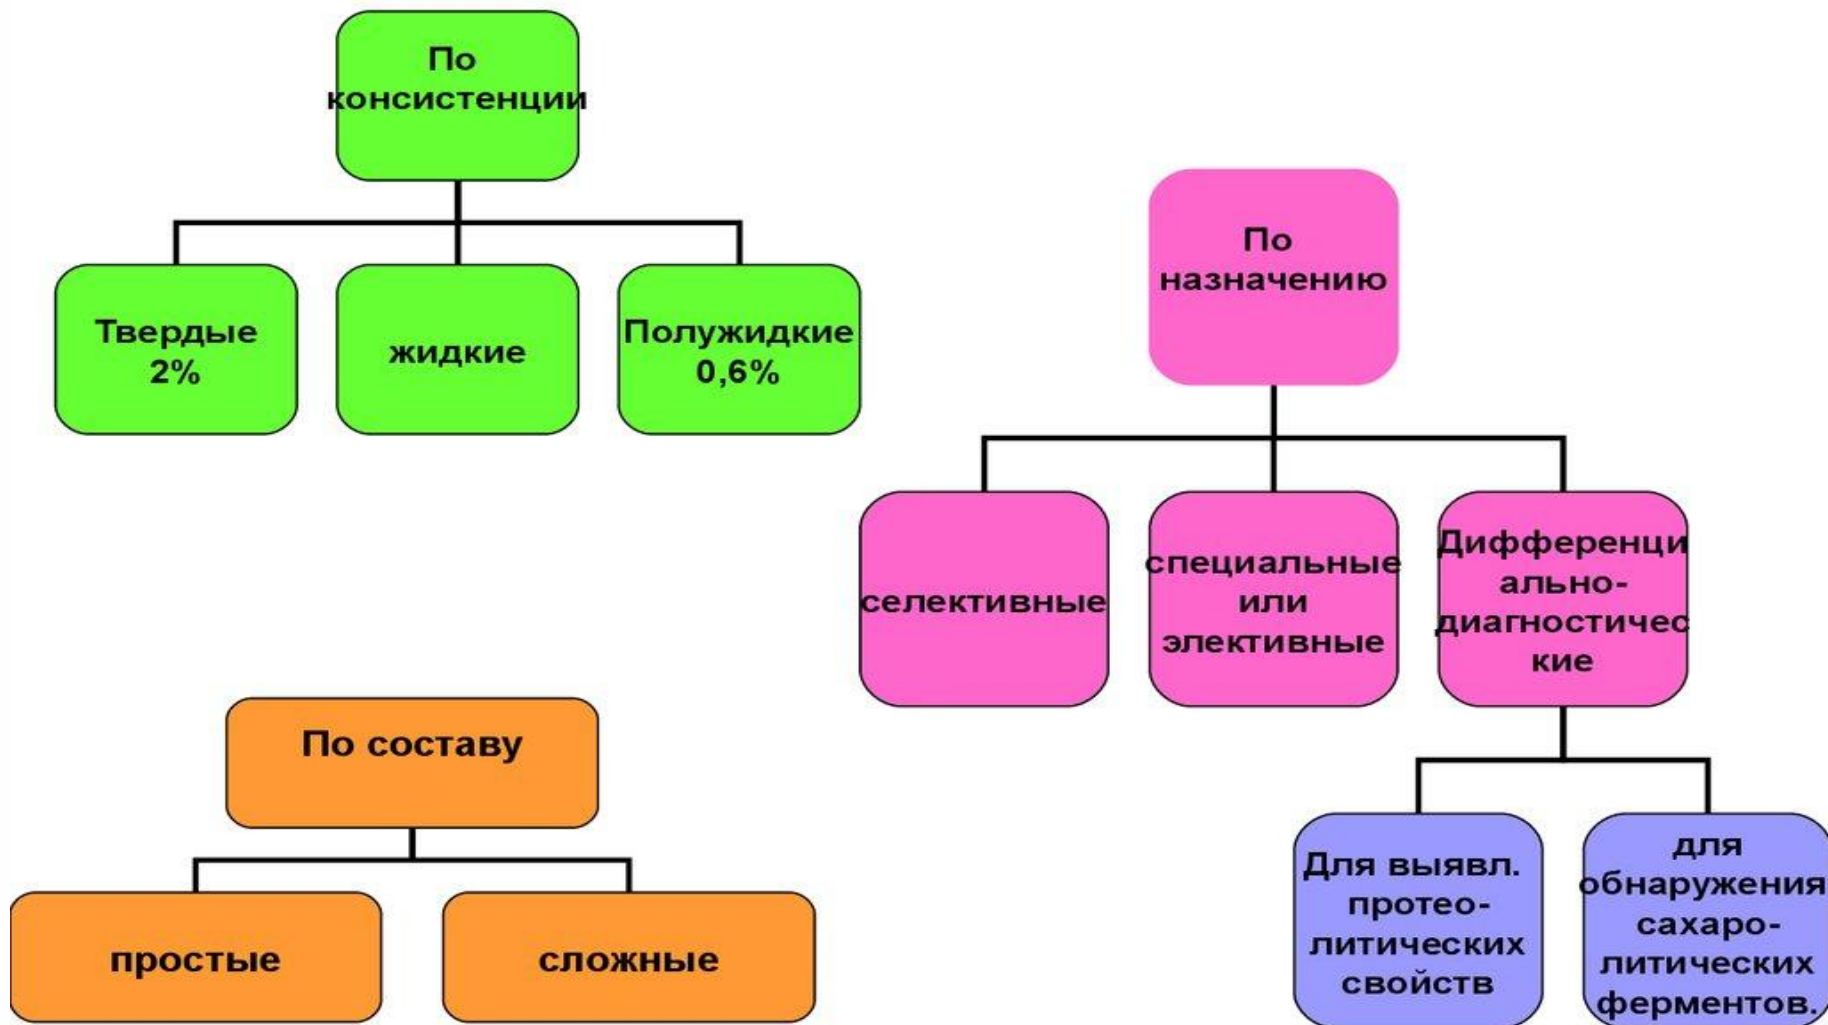 По
консистенции
Твердые
2%
жидкие
Полужидкие
0,6%
По
назначению
селективные
специальные
или
элективные
Дифференци
ально-
диагностичес
кие
Для выявл.
протео-
литических
свойств
для
обнаружения
сахаро-
литических
ферментов.
По составу
простые
сложные